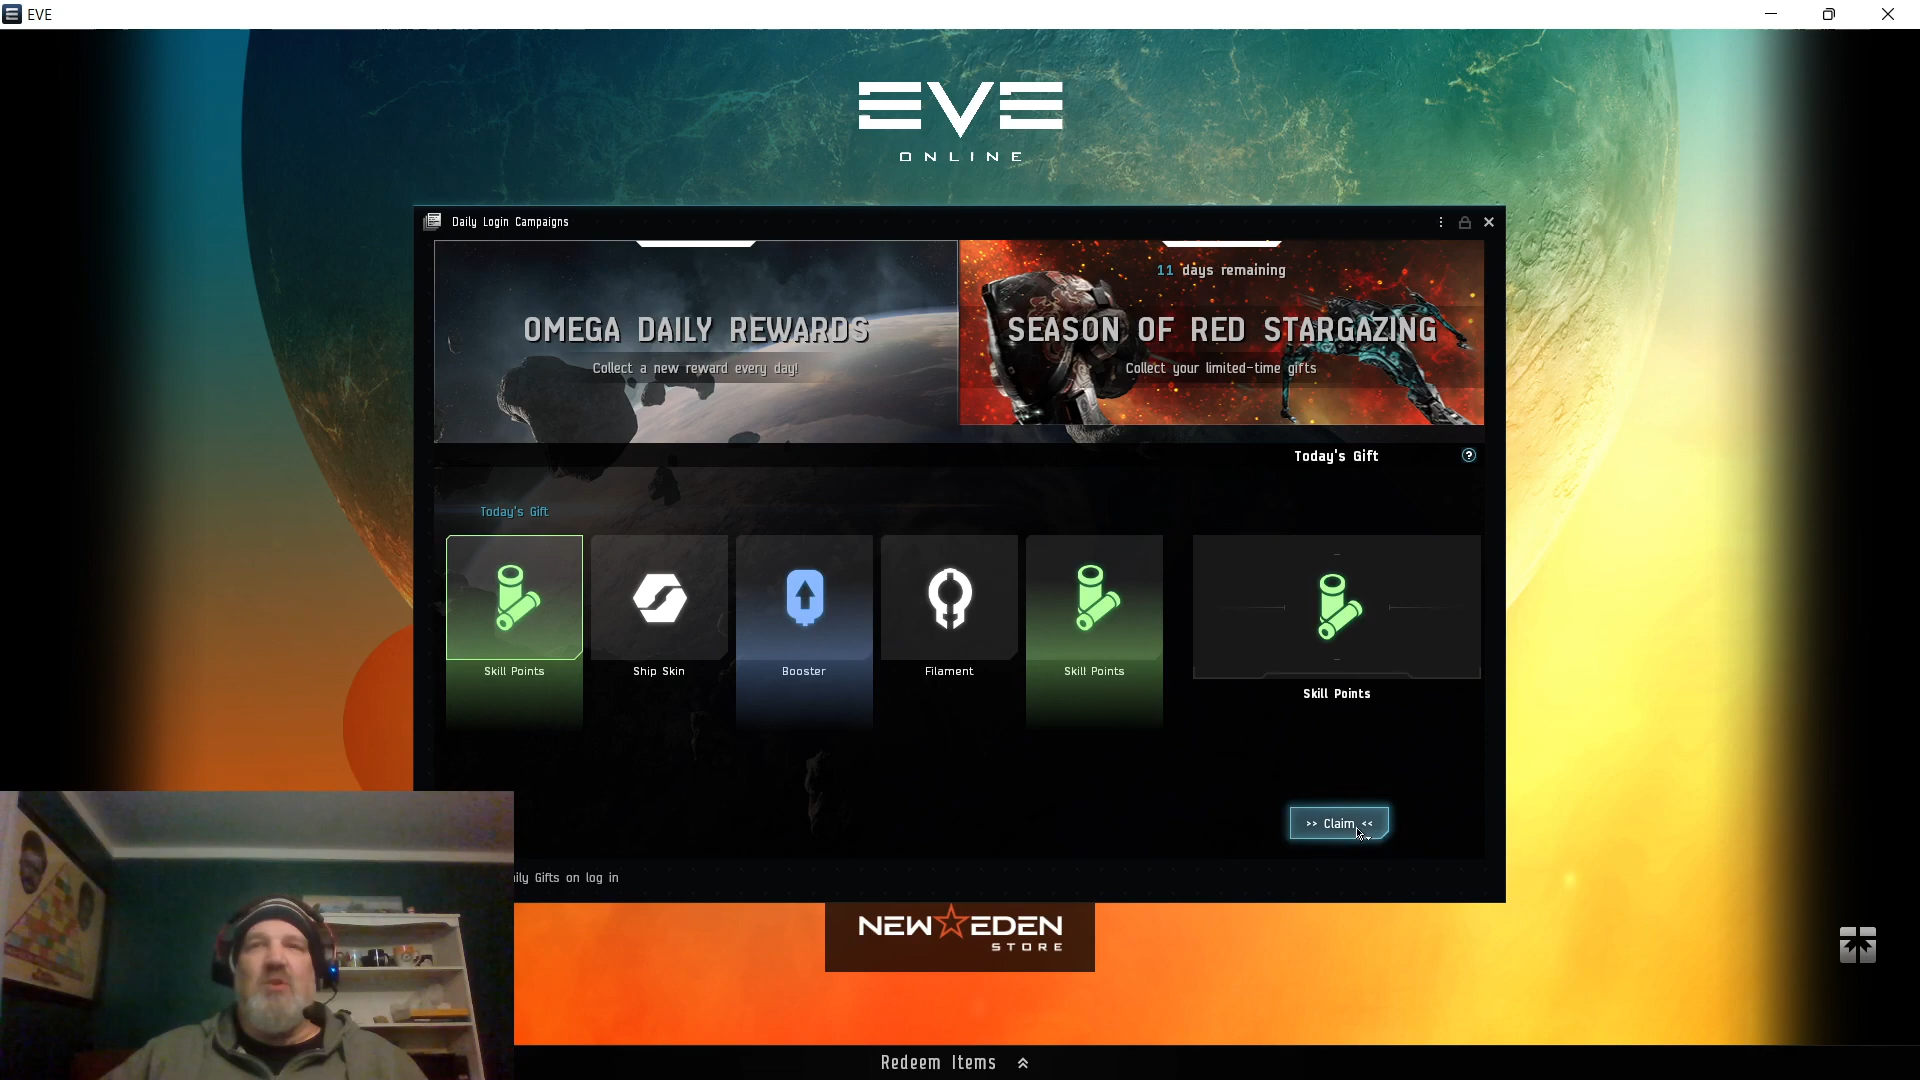 EVE
EVE
ONLINE
Daily Login Campaigns
OMEGA DAILY REWARDS
Collect a new reward every day!
11 days remaining
SEASON OF RED STARGAZING
Collect your limited-time gifts
Today's Gift
Today's Gift
Skill Points
Ship Skin
Booster
Filament
Skill Points
Skill Points
>> Claim <<
ily Gifts on log in
NEW EDEN
STORE
Redeem Items